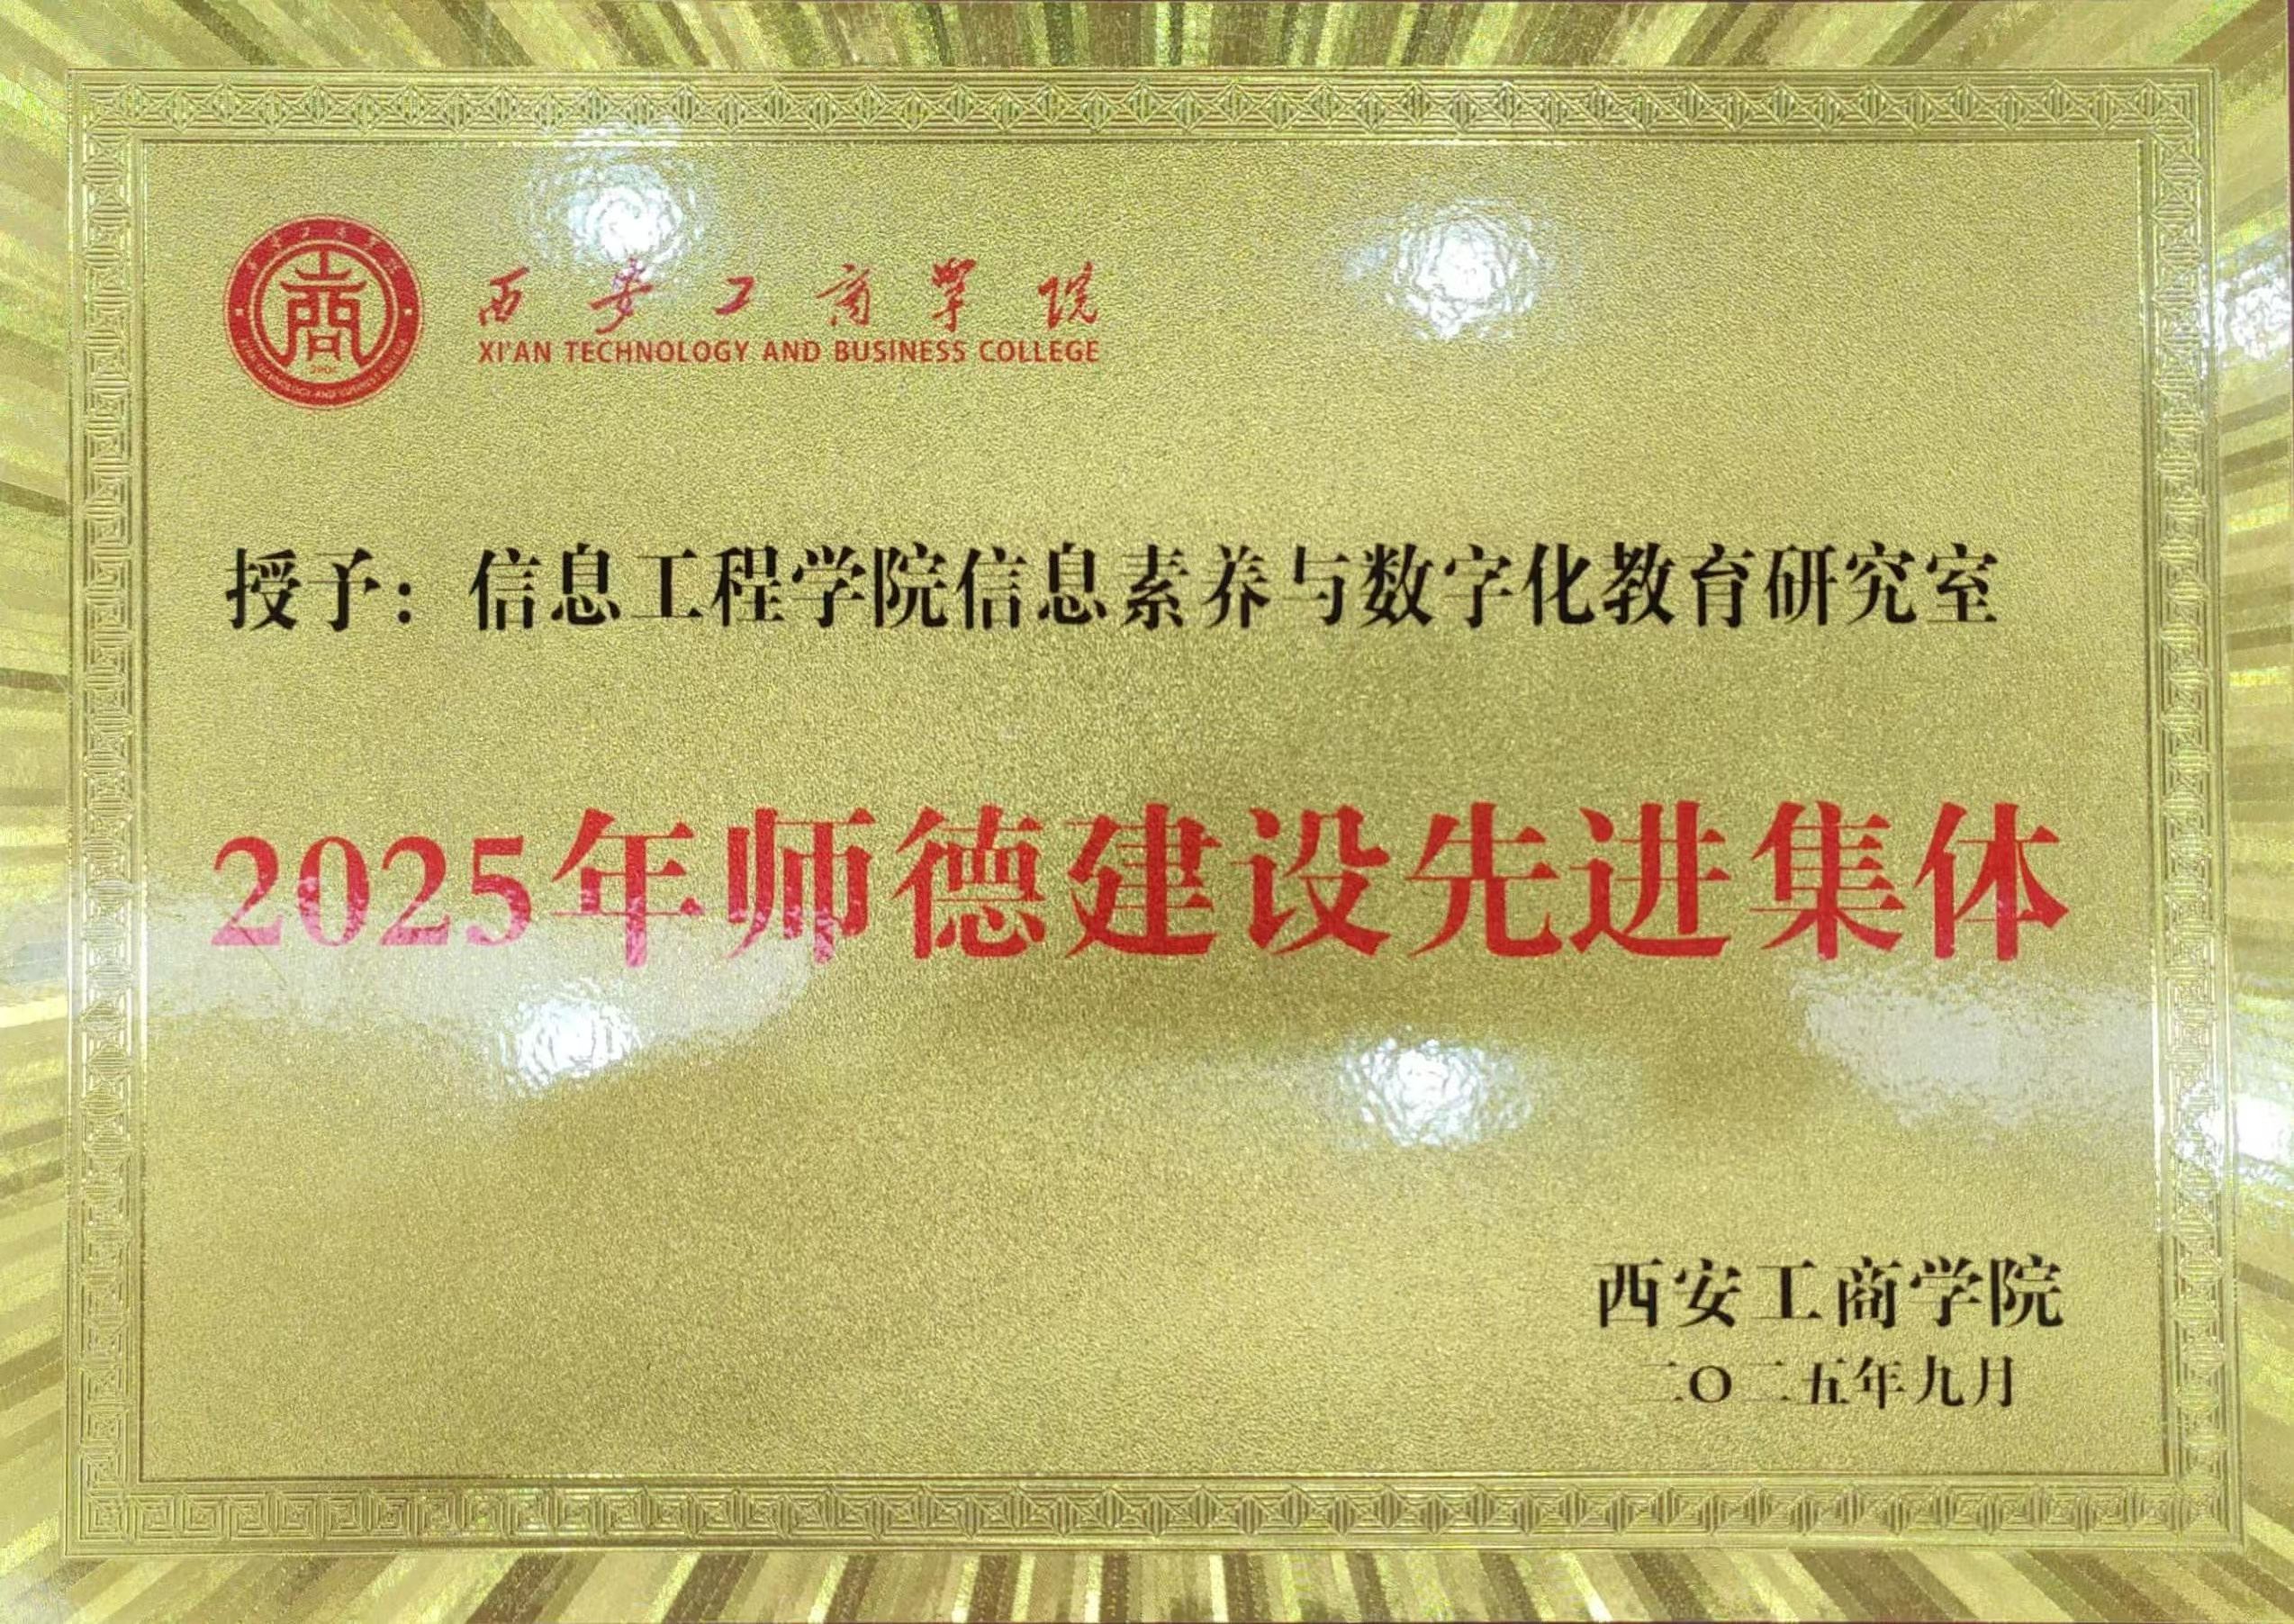 西安工商学院
XI'AN TECHNOLOGY AND BUSINESS COLLEGE
商
授予：信息工程学院信息素养与数字化教育研究室
2025年师德建设先进集体
西安工商学院
二〇二五年九月